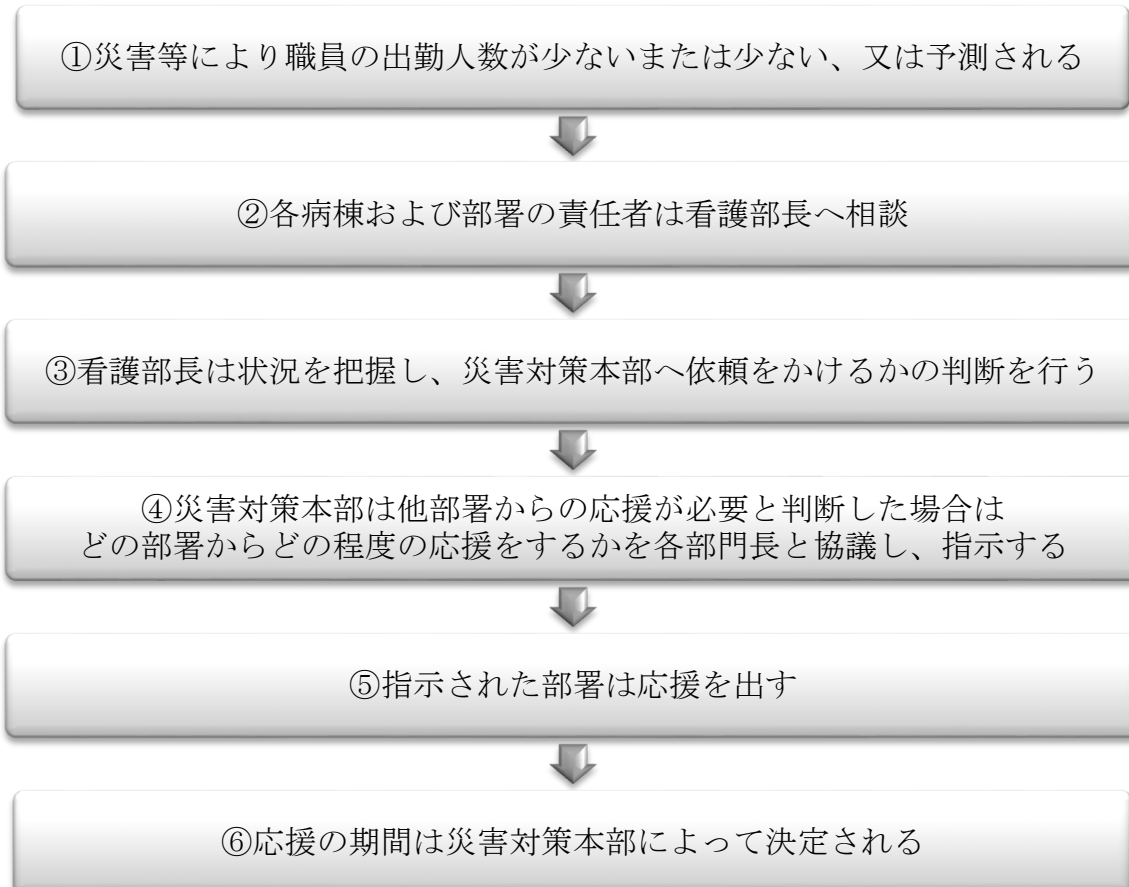 ①災害等により職員の出勤人数が少ないまたは少ない、又は予測される
②各病棟および部署の責任者は看護部長へ相談
③看護部長は状況を把握し、災害対策本部へ依頼をかけるかの判断を行う
④災害対策本部は他部署からの応援が必要と判断した場合は
どの部署からどの程度の応援をするかを各部門長と協議し、指示する
⑤指示された部署は応援を出す
⑥応援の期間は災害対策本部によって決定される